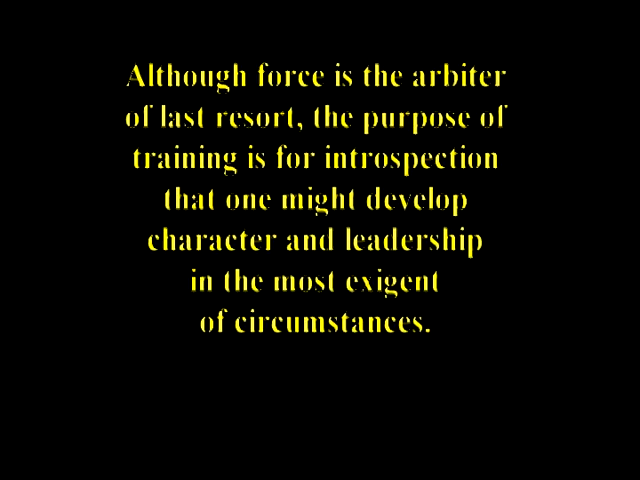 Although force is the arbiter
of last resort, the purpose of
training is for introspection
that one might develop
character and leadership
in the most exigent
of circumstances.